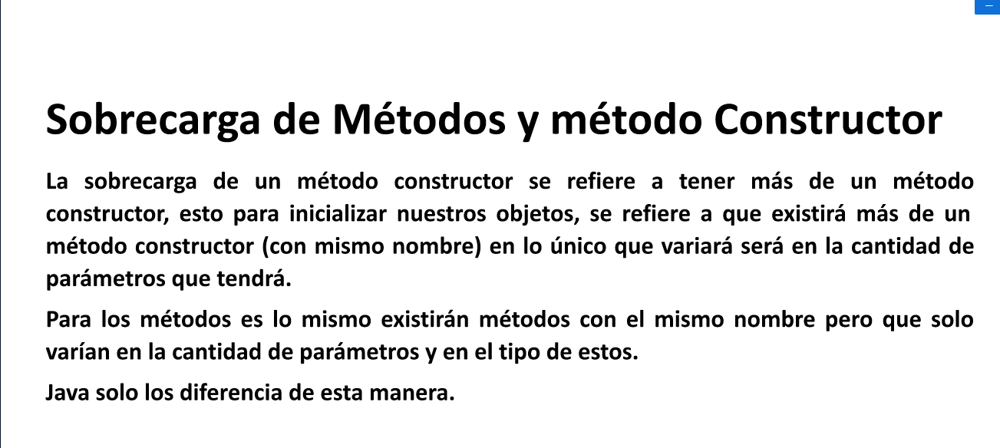 Sobrecarga de Métodos y método Constructor
La sobrecarga de un método constructor se refiere a tener más de un método
constructor, esto para inicializar nuestros objetos, se refiere a que existirá más de un
método constructor (con mismo nombre) en lo único que variará será en la cantidad de
parámetros que tendrá.
Para los métodos es lo mismo existirán métodos con el mismo nombre pero que solo
varían en la cantidad de parámetros y en el tipo de estos.
Java solo los diferencia de esta manera.